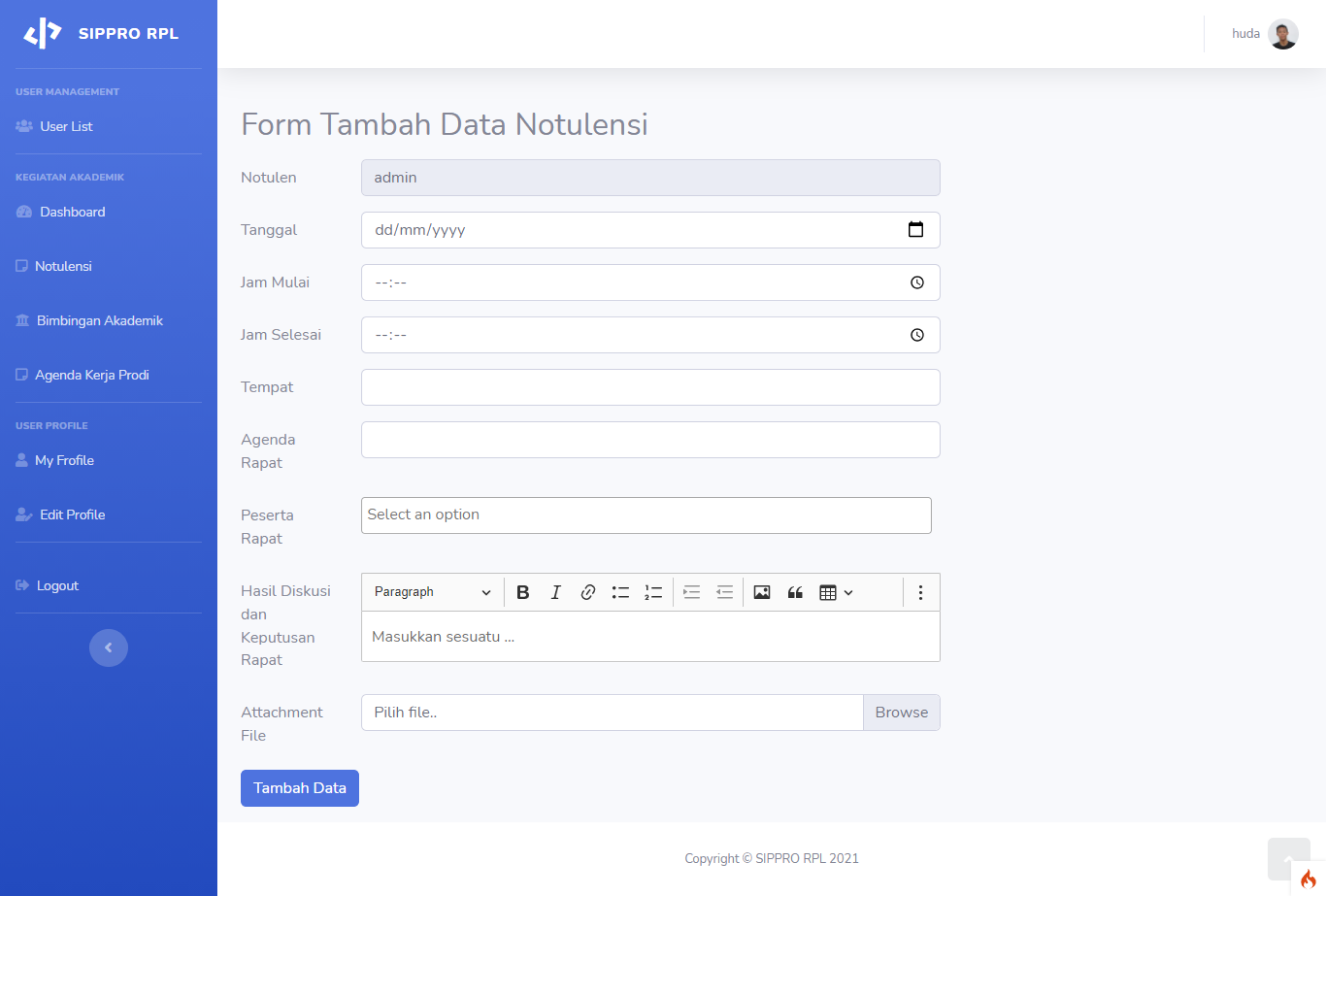 SIPPRO RPL
huda
USER MANAGEMENT
User List
KEGIATAN AKADEMIK
Dashboard
Notulensi
Bimbingan Akademik
Agenda Kerja Prodi
USER PROFILE
My Frofile
Edit Profile
Logout
Form Tambah Data Notulensi
Notulen
admin
Tanggal
dd/mm/yyyy
Jam Mulai
--:--
Jam Selesai
--:--
Tempat
Agenda
Rapat
Peserta
Rapat
Select an option
Hasil Diskusi
dan
Keputusan
Rapat
Paragraph
Masukkan sesuatu ...
Attachment
File
Pilih file..
Browse
Tambah Data
Copyright © SIPPRO RPL 2021